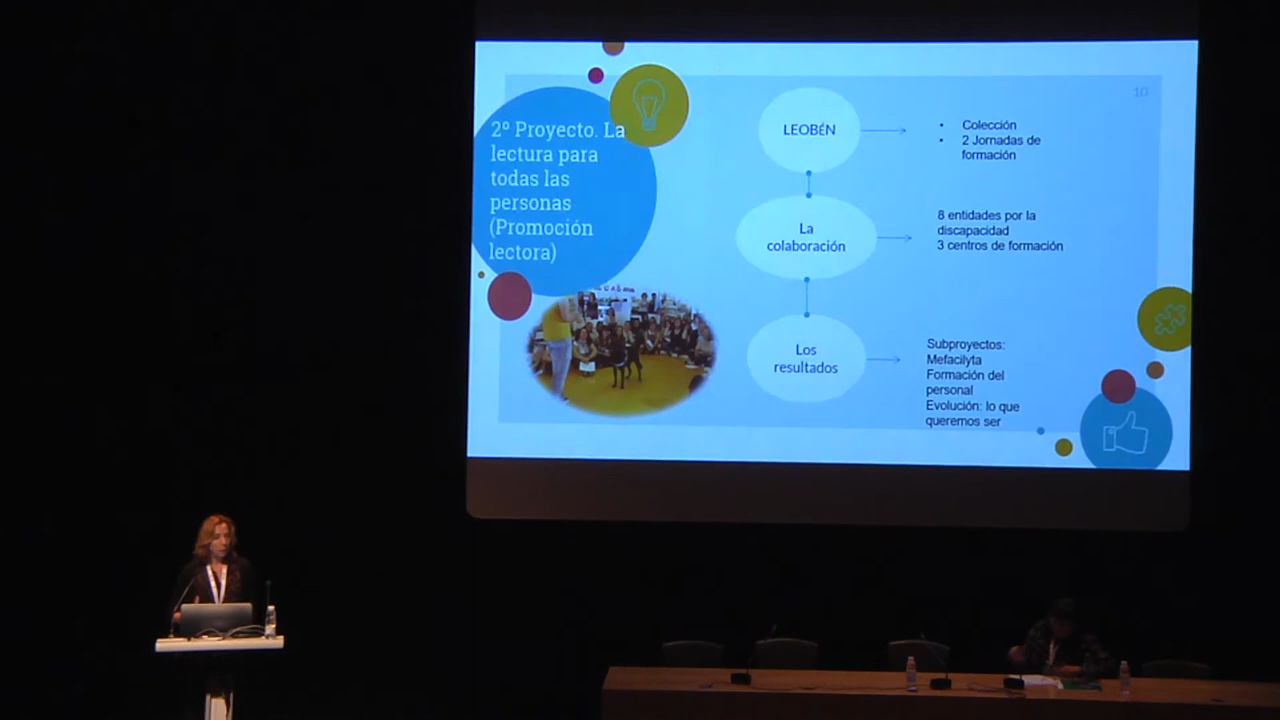 10
2º Proyecto. La
lectura para
todas las
personas
(Promoción
lectora)
LEOBÉN
• Colección
• 2 Jornadas de
formación
La
colaboración
8 entidades por la
discapacidad
3 centros de formación
Los
resultados
Subproyectos:
Mefacilyta
Formación del
personal
Evolución: lo que
queremos ser